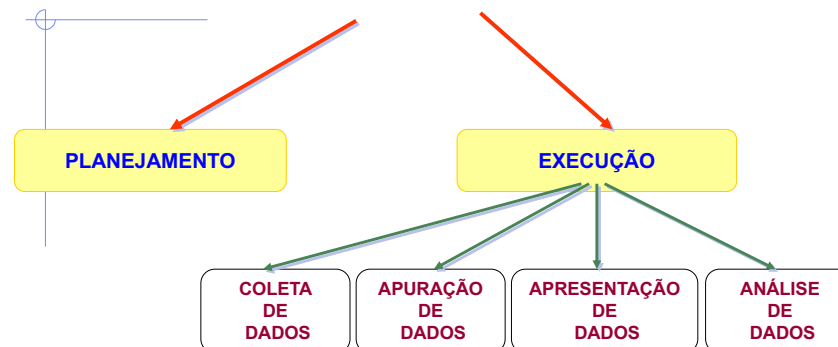 PLANEJAMENTO
EXECUÇÃO
COLETA
DE
DADOS
APURAÇÃO
DE
DADOS
APRESENTAÇÃO
DE
DADOS
ANÁLISE
DE
DADOS